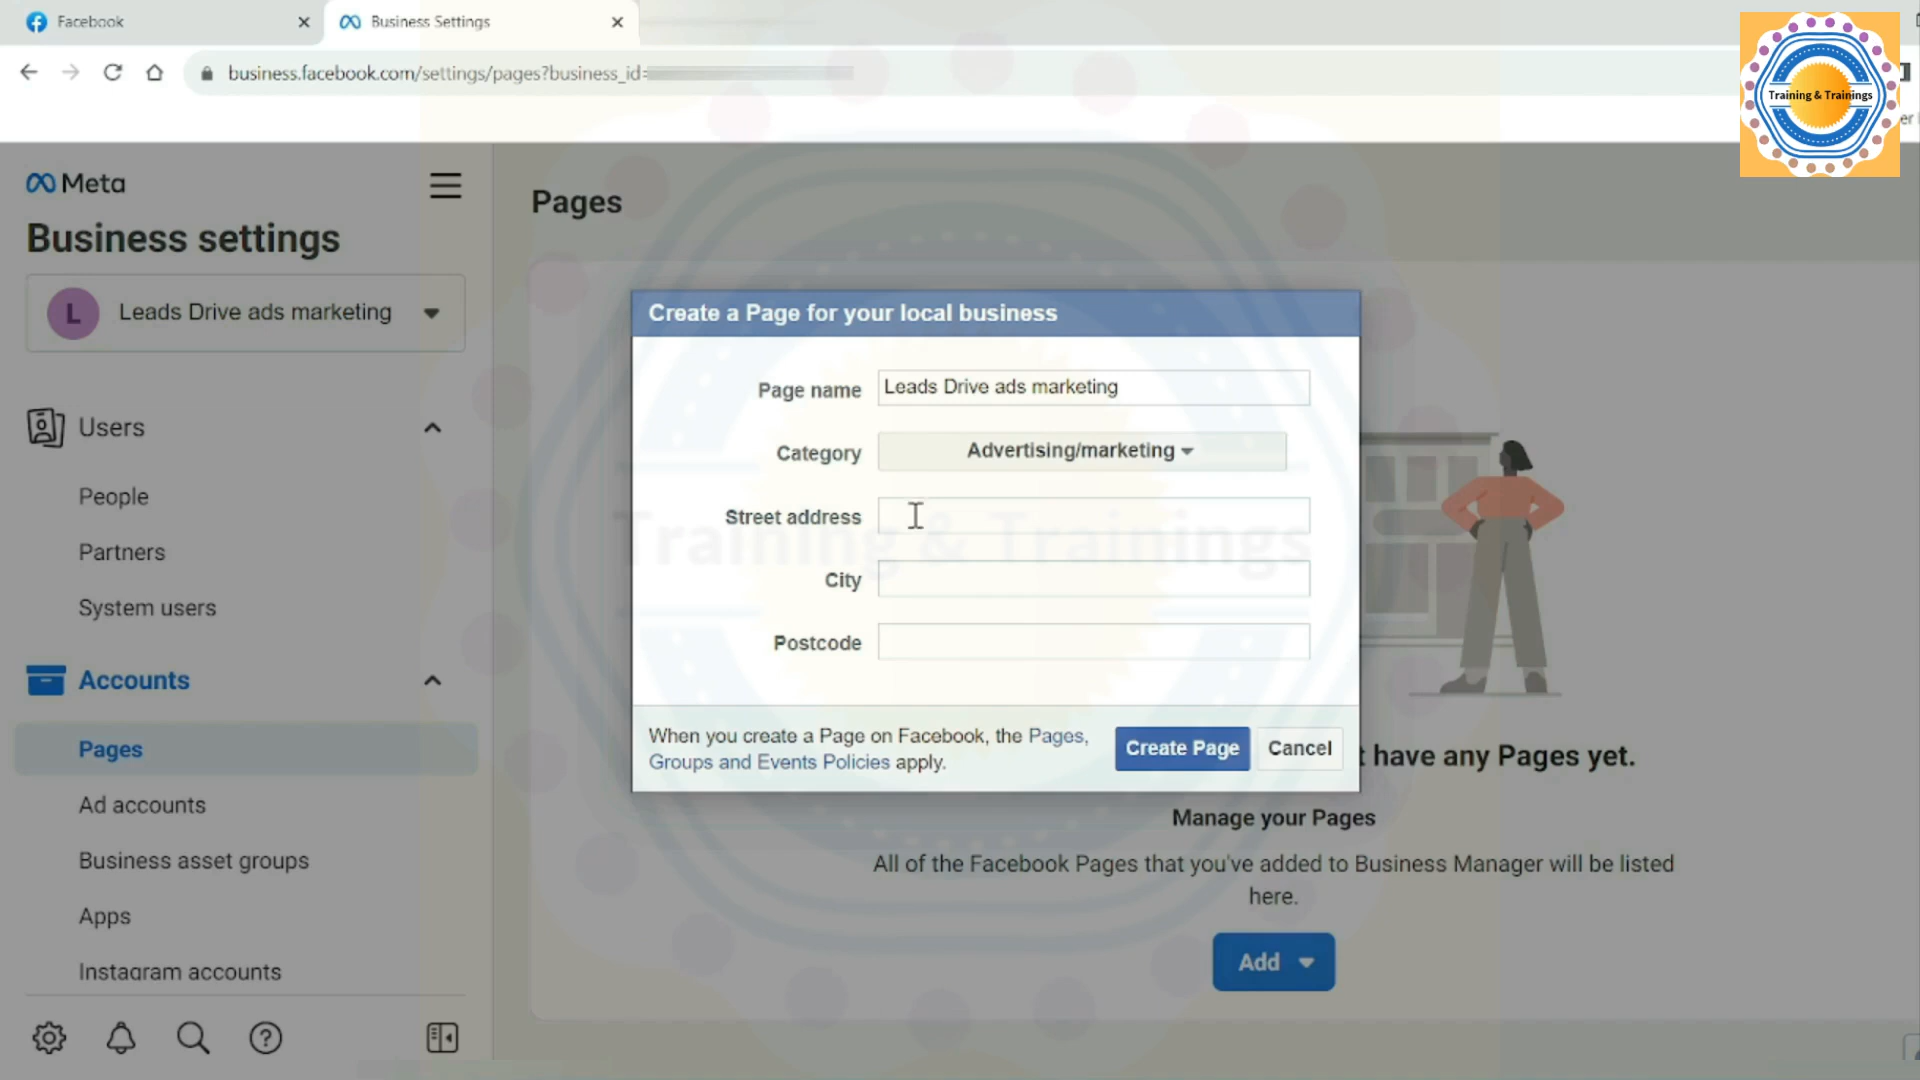 Facebook
Business Settings
business.facebook.com/settings/pages?business_id=
Training & Trainings
Meta
Business settings
L
Leads Drive ads marketing
Users
People
Partners
System users
Accounts
Pages
Ad accounts
Business asset groups
Apps
Instagram accounts
Pages
Create a Page for your local business
Page name
Leads Drive ads marketing
Category
Advertising/marketing
Street address
City
Postcode
Training & Trainings
When you create a Page on Facebook, the Pages,
Groups and Events Policies apply.
Create Page
Cancel
have any Pages yet.
Manage your Pages
All of the Facebook Pages that you've added to Business Manager will be listed
here.
Add